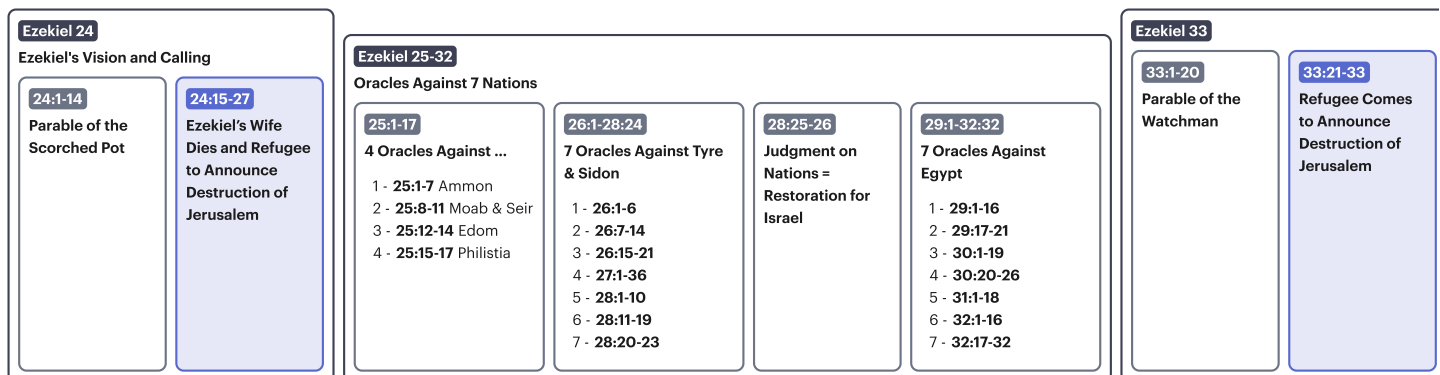 Ezekiel 24
Ezekiel's Vision and Calling
24:1-14
Parable of the
Scorched Pot
24:15-27
Ezekiel’s Wife
Dies and Refugee
to Announce
Destruction of
Jerusalem
Ezekiel 25-32
Oracles Against 7 Nations
25:1-17
4 Oracles Against ...
1 - 25:1-7 Ammon
2 - 25:8-11 Moab & Seir
3 - 25:12-14 Edom
4 - 25:15-17 Philistia
26:1-28:24
7 Oracles Against Tyre
& Sidon
1 - 26:1-6
2 - 26:7-14
3 - 26:15-21
4 - 27:1-36
5 - 28:1-10
6 - 28:11-19
7 - 28:20-23
28:25-26
Judgment on
Nations =
Restoration for
Israel
29:1-32:32
7 Oracles Against
Egypt
1 - 29:1-16
2 - 29:17-21
3 - 30:1-19
4 - 30:20-26
5 - 31:1-18
6 - 32:1-16
7 - 32:17-32
Ezekiel 33
33:1-20
Parable of the
Watchman
33:21-33
Refugee Comes
to Announce
Destruction of
Jerusalem